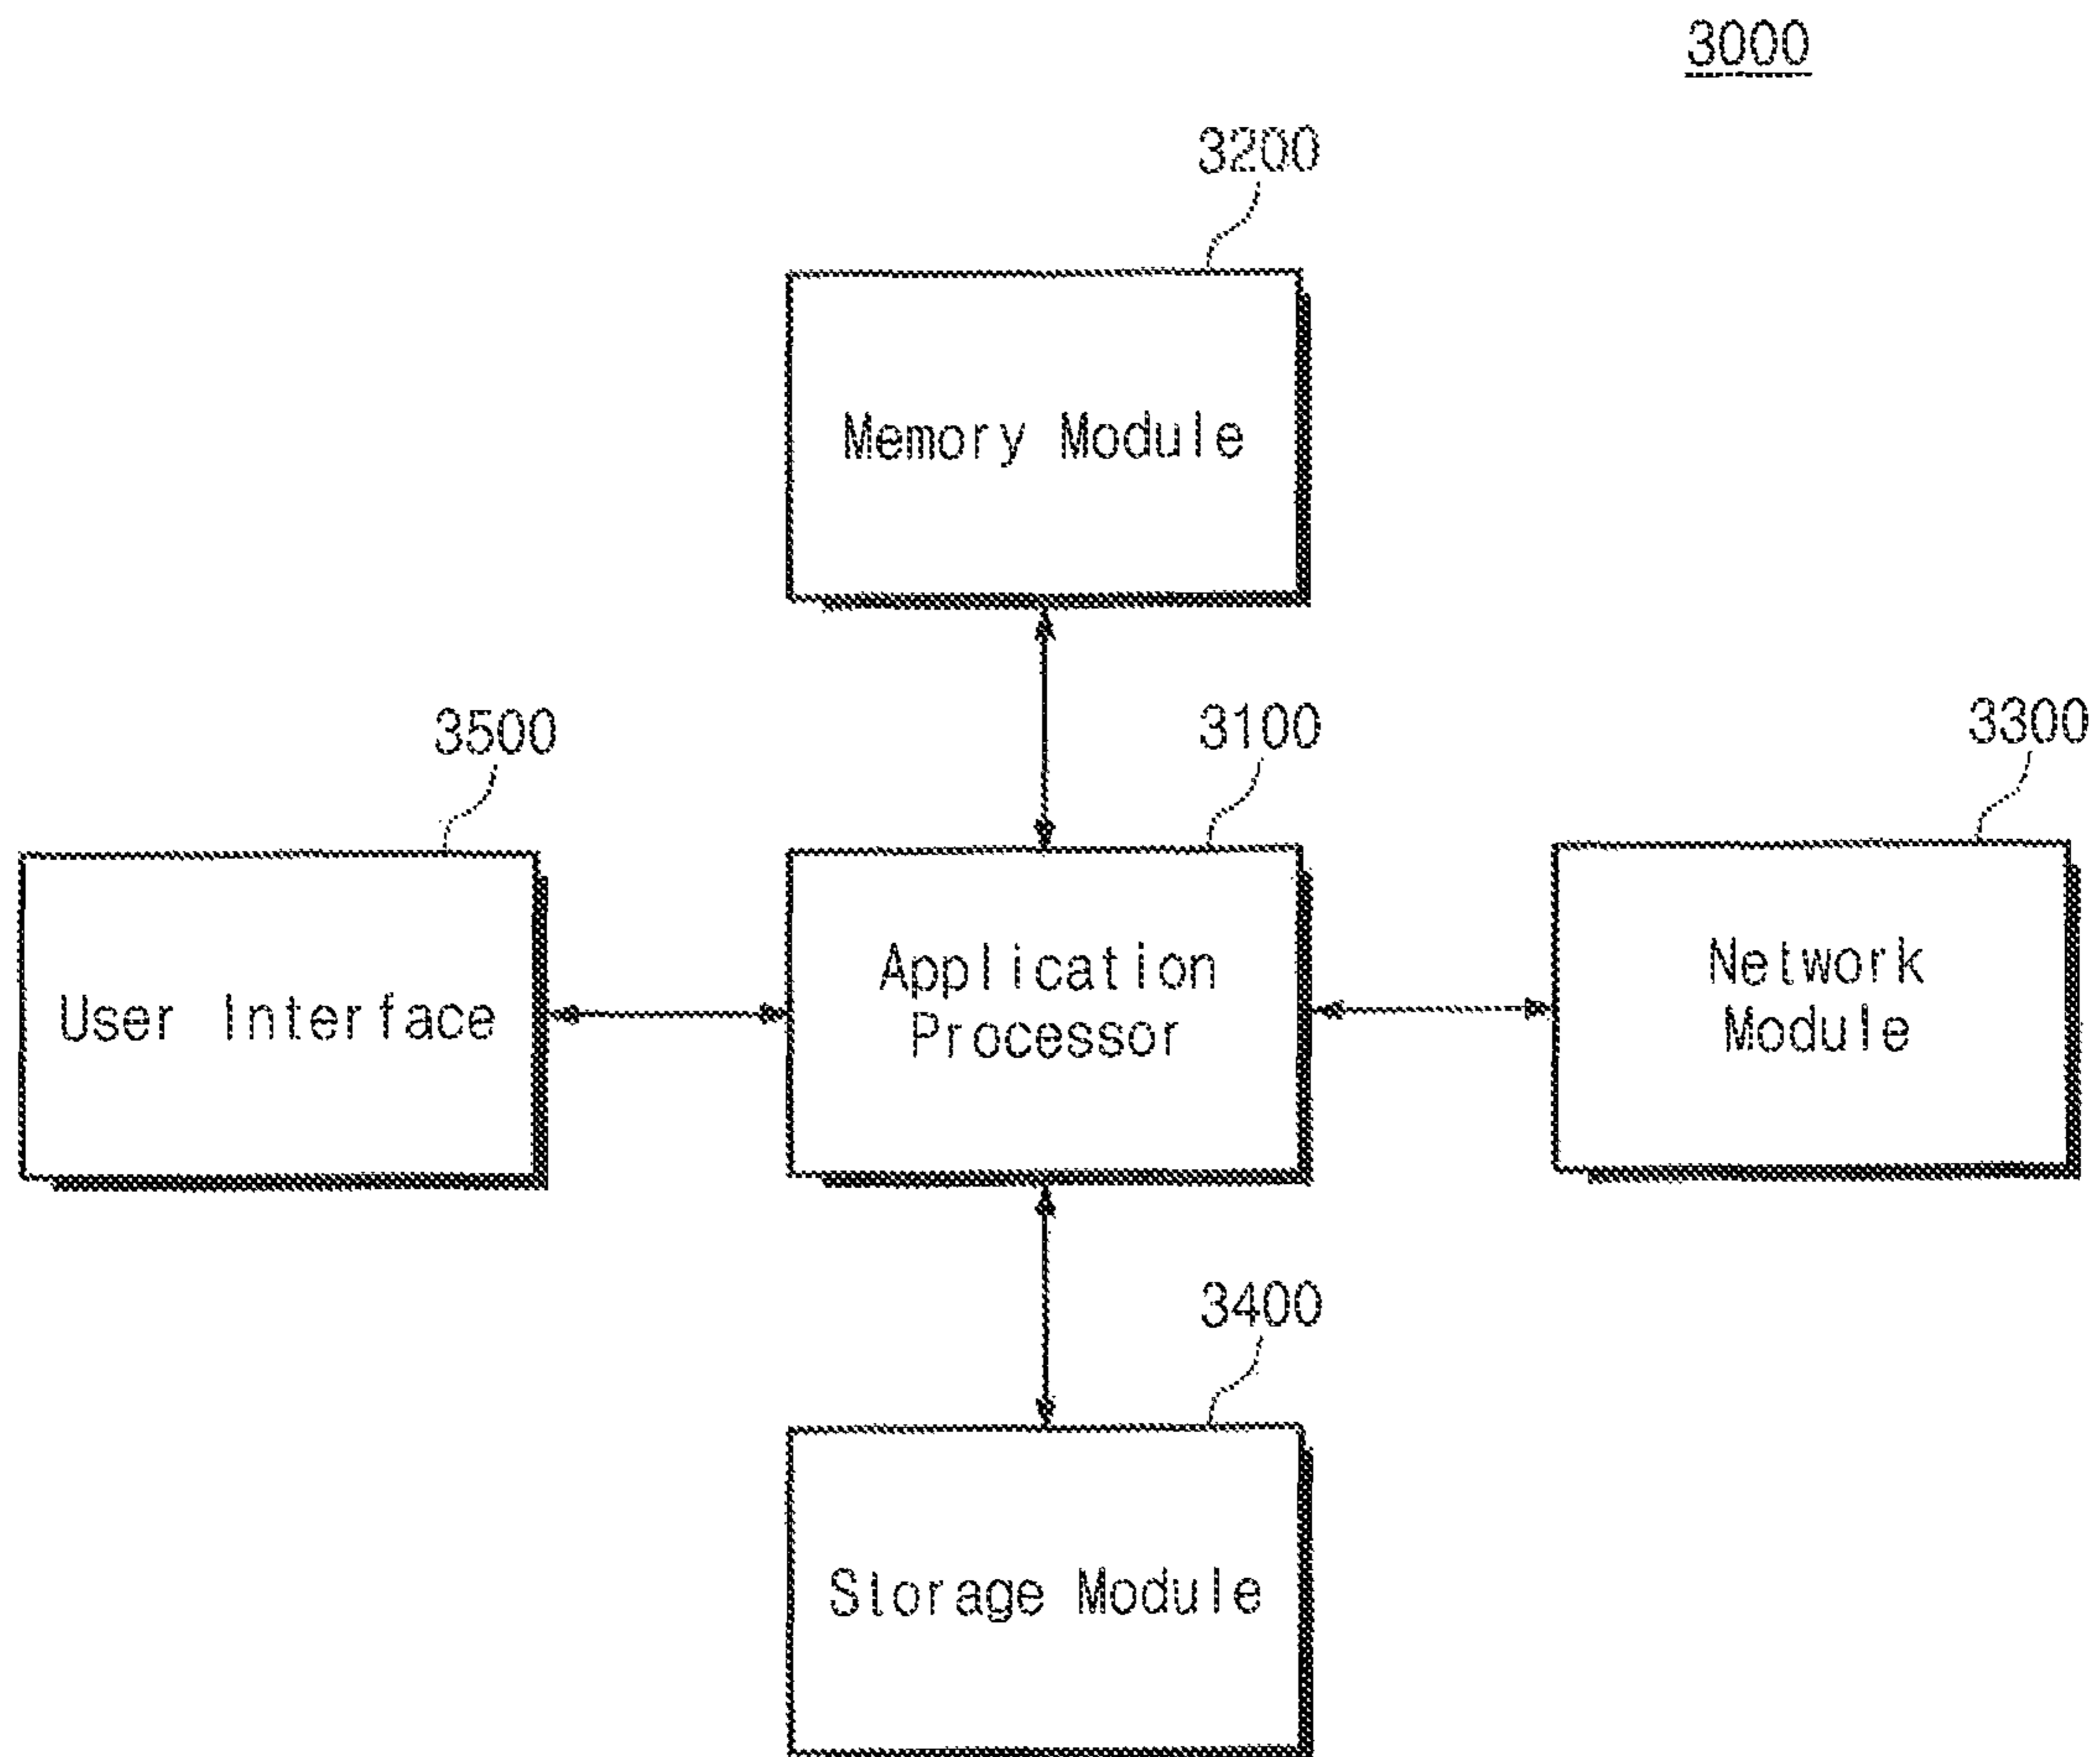 3000
3200
Memory Module
3500
3100
3300
User Interface
Application
Processor
Network
Module
3400
Storage Module